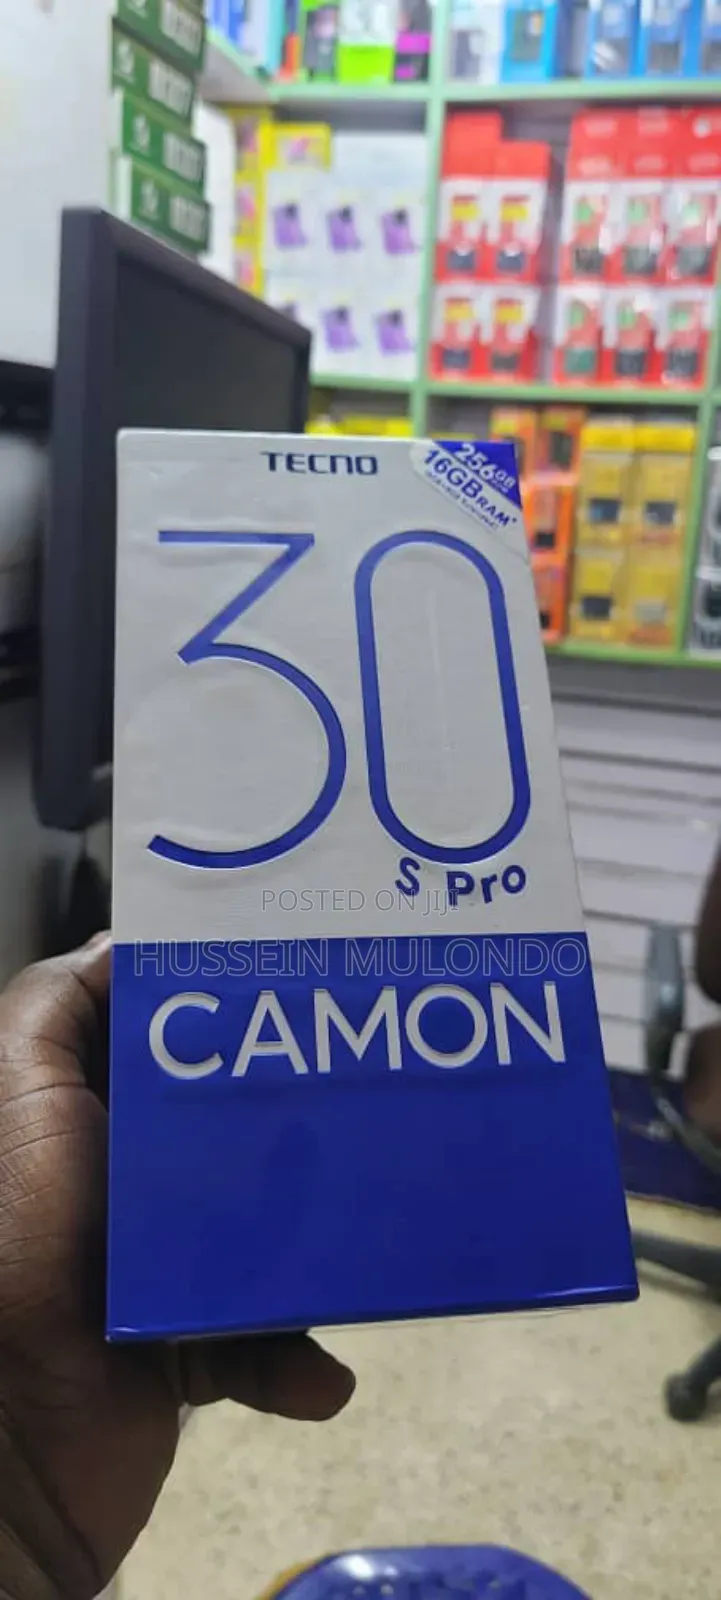 TECNO
256GB
16GB RAM*
30
S Pro
POSTED ON JIJI
HUSSEIN MULONDO
CAMON